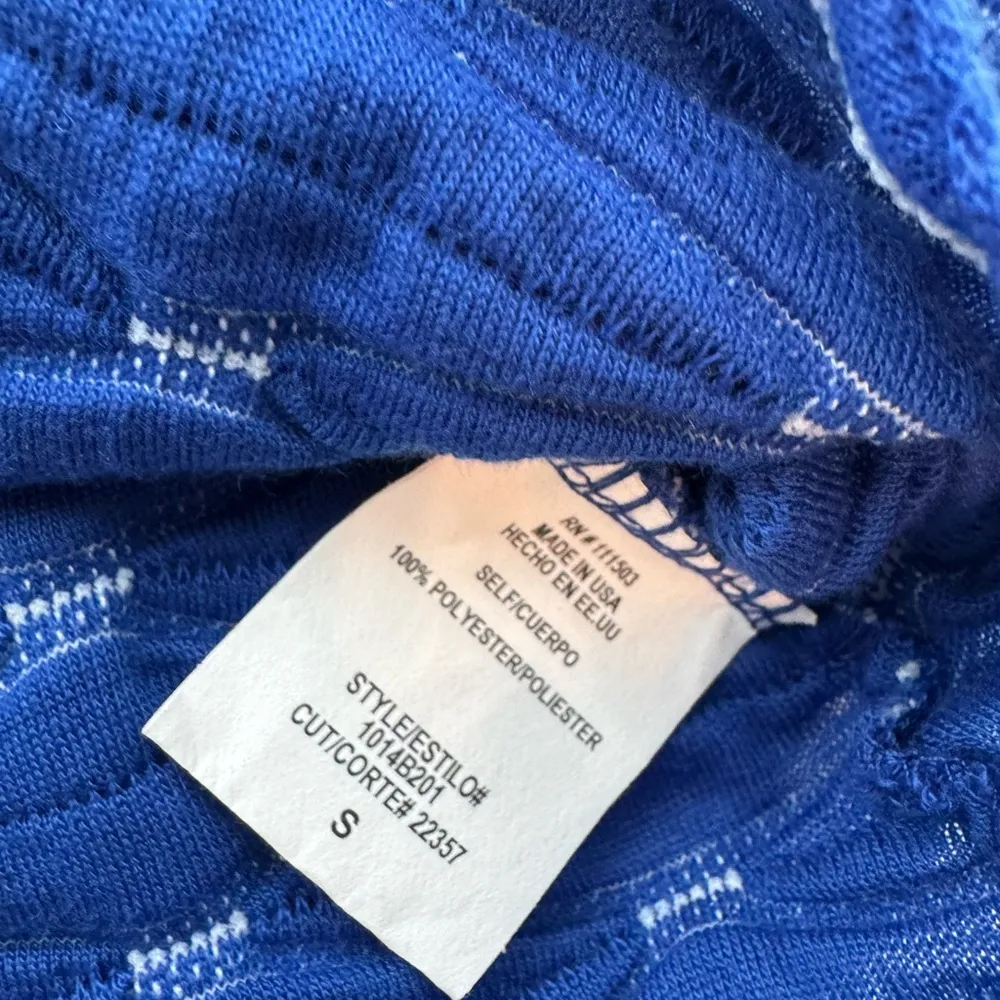 RN # 111503
MADE IN USA
HECHO EN EE.UU
SELF/CUERPO
100% POLYESTER/POLIESTER
STYLE/ESTILO#
1014B201
CUT/CORTE# 22357
S